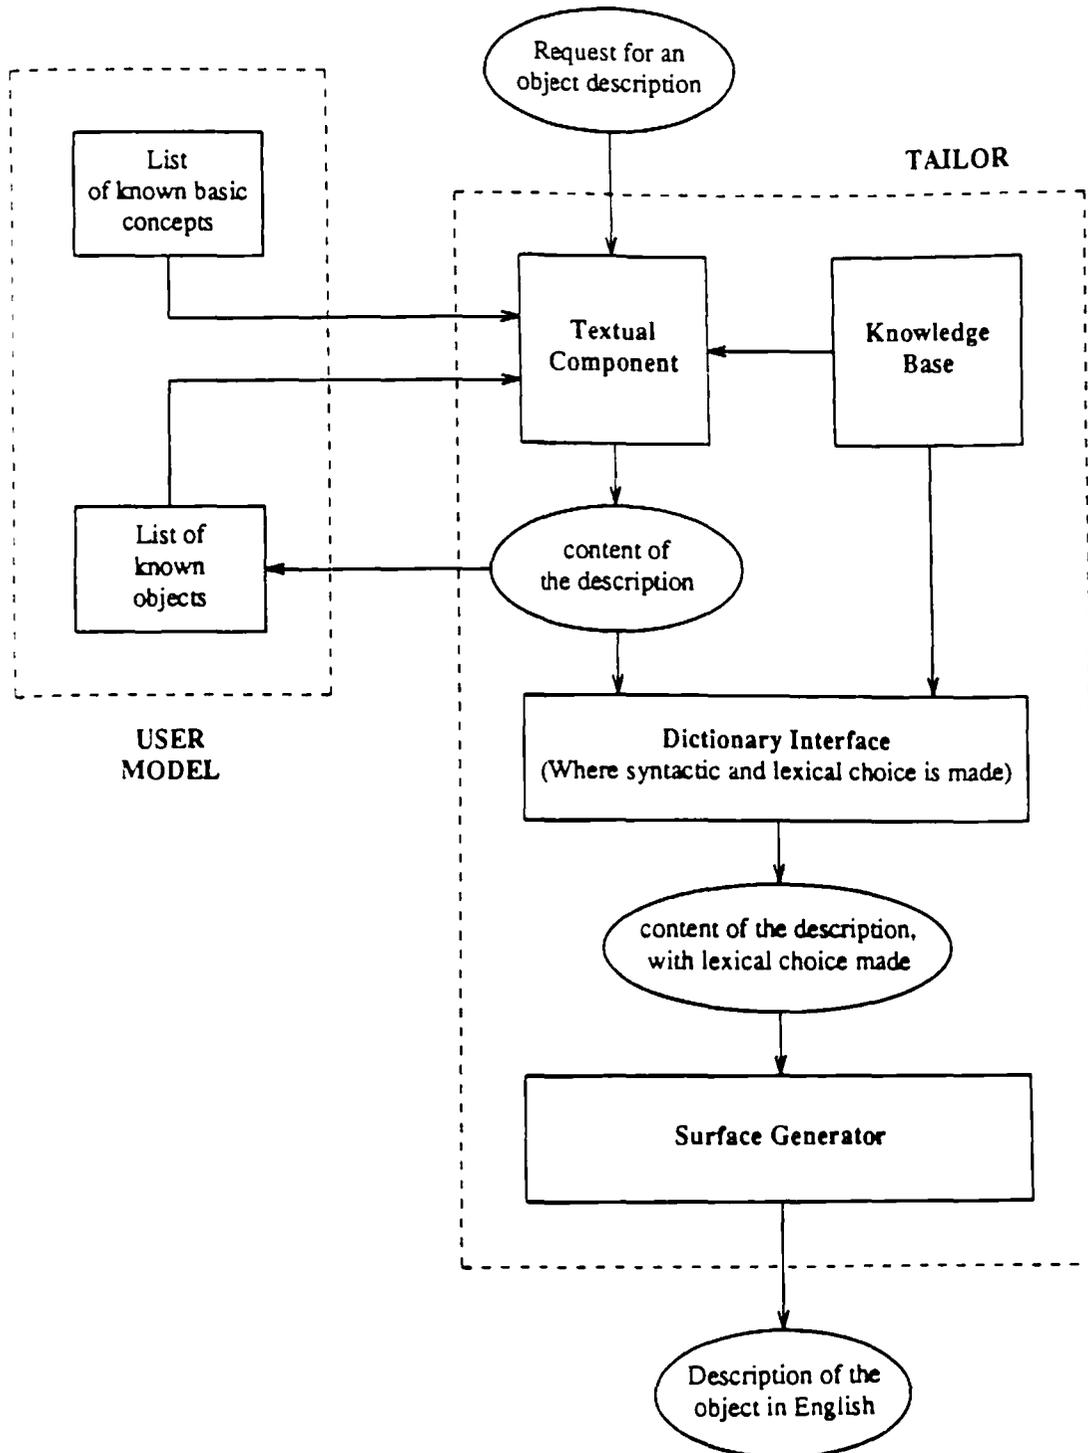 Request for an
object description
TAILOR
List
of known basic
concepts
Textual
Component
Knowledge
Base
List of
known
objects
content of
the description
USER
MODEL
Dictionary Interface
(Where syntactic and lexical choice is made)
content of the description,
with lexical choice made
Surface Generator
Description of the
object in English